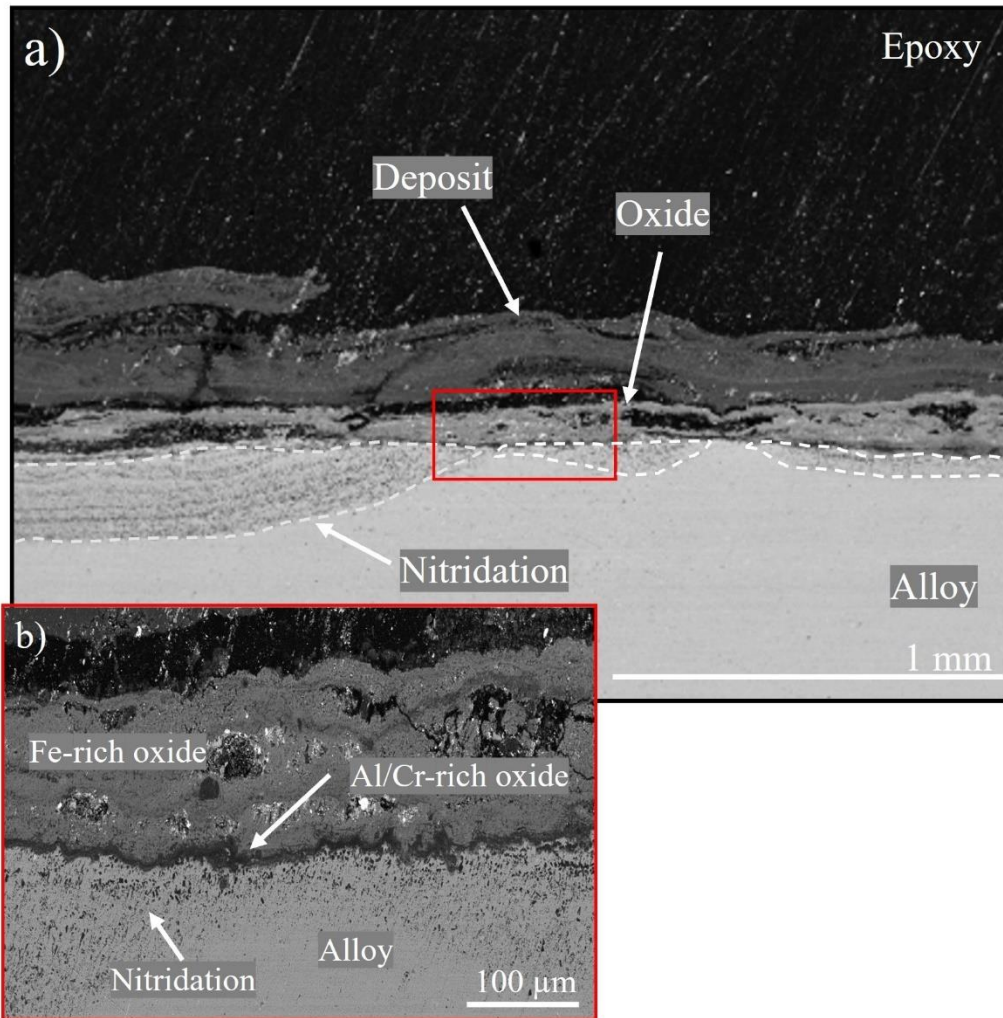 a)
Epoxy
Deposit
Oxide
Nitridation
Alloy
1 mm
b)
Fe-rich oxide
Al/Cr-rich oxide
Alloy
Nitridation
100 µm